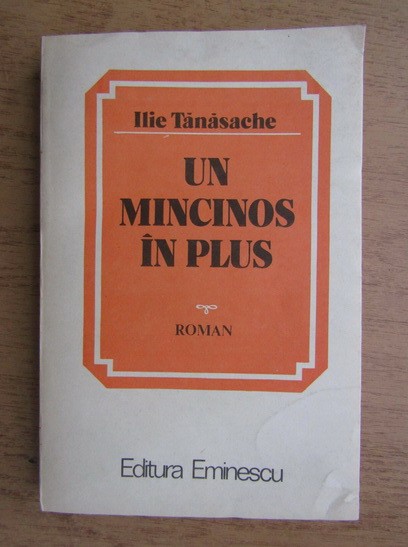 Ilie Tănăsache
UN
MINCINOS
ÎN PLUS
ROMAN
Editura Eminescu